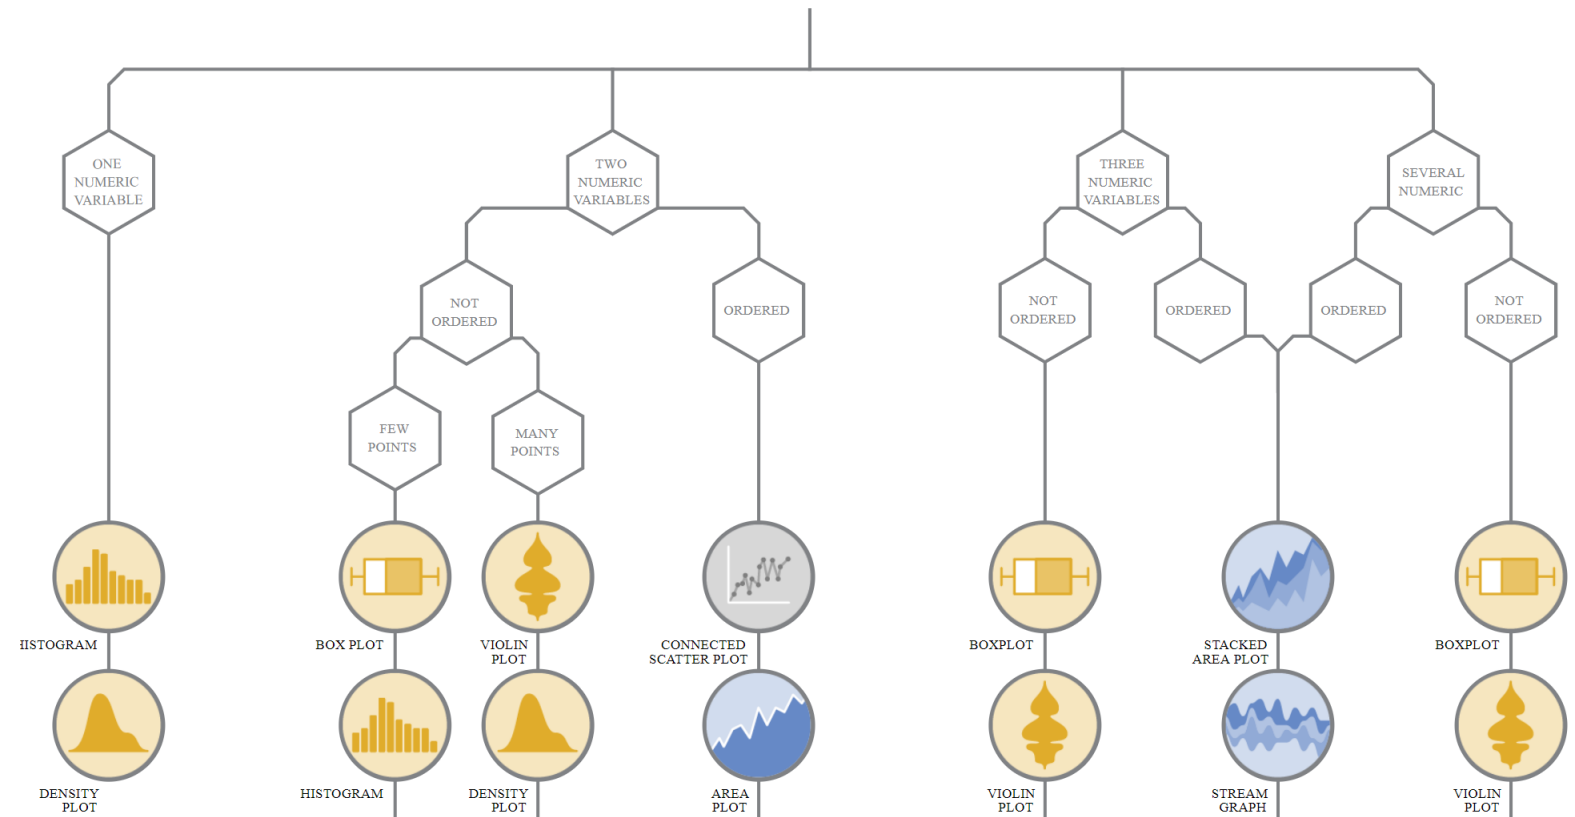 ONE
NUMERIC
VARIABLE
TWO
NUMERIC
VARIABLES
THREE
NUMERIC
VARIABLES
SEVERAL
NUMERIC
NOT
ORDERED
ORDERED
NOT
ORDERED
ORDERED
ORDERED
NOT
ORDERED
FEW
POINTS
MANY
POINTS
HISTOGRAM
BOX PLOT
VIOLIN
PLOT
CONNECTED
SCATTER PLOT
BOXPLOT
STACKED
AREA PLOT
BOXPLOT
DENSITY
PLOT
HISTOGRAM
DENSITY
PLOT
AREA
PLOT
VIOLIN
PLOT
STREAM
GRAPH
VIOLIN
PLOT